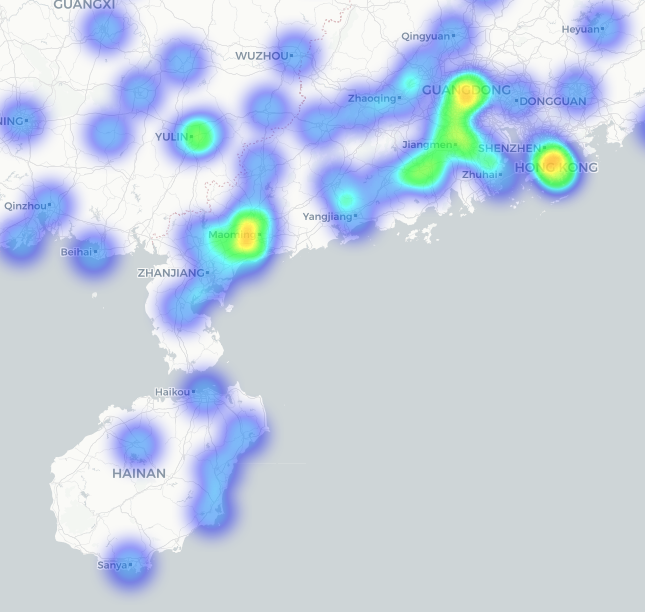 GUANGXI
Heyuan
Qingyuan
WUZHOU
GUANGDONG
Zhaoqing
DONGGUAN
NING
YULIN
Jiangmen
SHENZHEN
HONG KONG
Zhuhai
Qinzhou
Yangjiang
Maoming
Beihai
ZHANJIANG
Haikou
HAINAN
Sanya